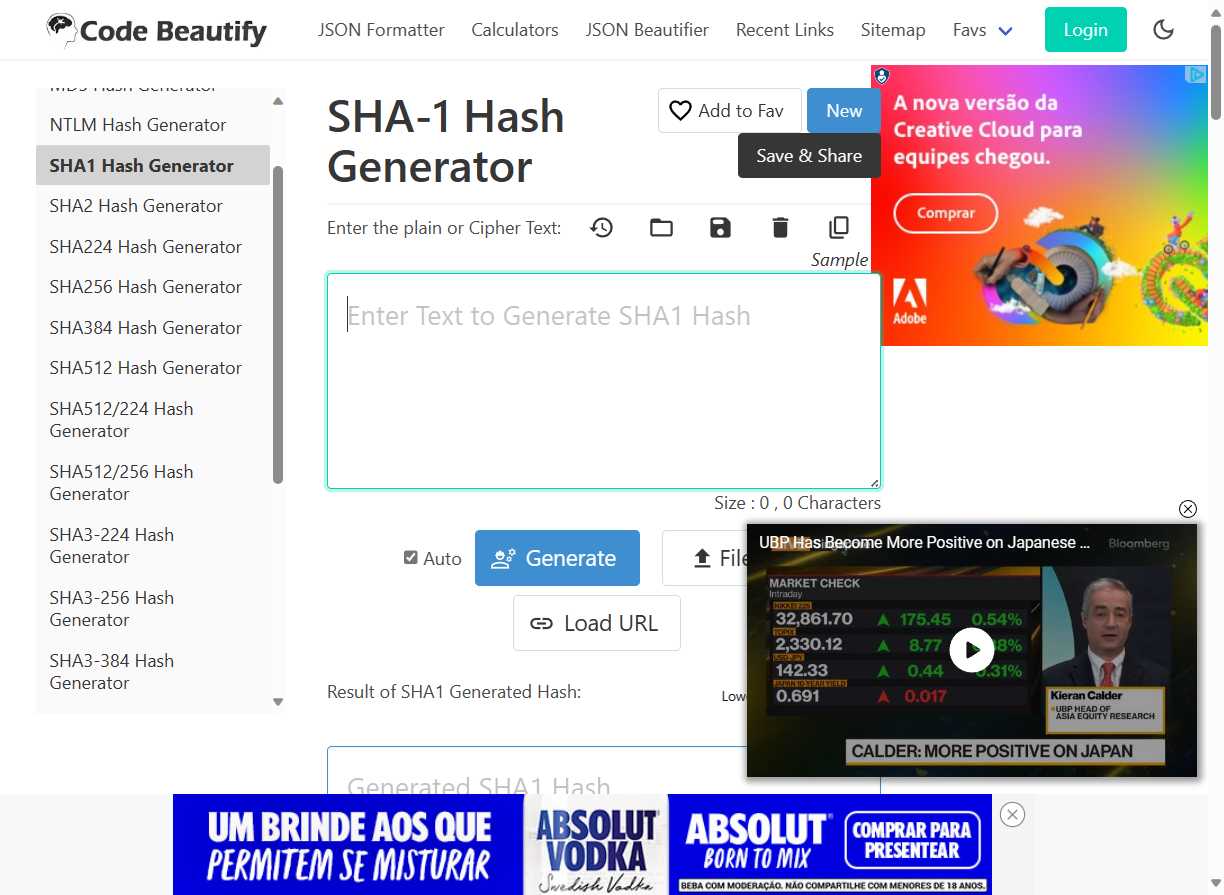 Code Beautify
JSON Formatter
Calculators
JSON Beautifier
Recent Links
Sitemap
Favs
Login
MD5 Hash Generator
NTLM Hash Generator
SHA1 Hash Generator
SHA2 Hash Generator
SHA224 Hash Generator
SHA256 Hash Generator
SHA384 Hash Generator
SHA512 Hash Generator
SHA512/224 Hash
Generator
SHA512/256 Hash
Generator
SHA3-224 Hash
Generator
SHA3-256 Hash
Generator
SHA3-384 Hash
Generator
SHA-1 Hash
Generator
Add to Fav
New
Save & Share
Enter the plain or Cipher Text:
Sample
Enter Text to Generate SHA1 Hash
Size : 0 , 0 Characters
Auto
Generate
File
Load URL
Result of SHA1 Generated Hash:
Generated SHA1 Hash
A nova versão da
Creative Cloud para
equipes chegou.
Comprar
Adobe
UBP Has Become More Positive on Japanese ...
Bloomberg
MARKET CHECK
Intraday
NIKKEI 225
32,861.70 175.45 0.54%
TOPIX
2,330.12 8.77
USD-JPY
142.33 0.44 0.31%
JAPAN 10 YEAR YIELD
0.691 0.017
Kieran Calder
UBP HEAD OF
ASIA EQUITY RESEARCH
CALDER: MORE POSITIVE ON JAPAN
UM BRINDE AOS QUE
PERMITEM SE MISTURAR
ABSOLUT
VODKA
Swedish Vodka
ABSOLUT
BORN TO MIX
COMPRAR PARA
PRESENTEAR
BEBA COM MODERAÇÃO. NÃO COMPARTILHE COM MENORES DE 18 ANOS.